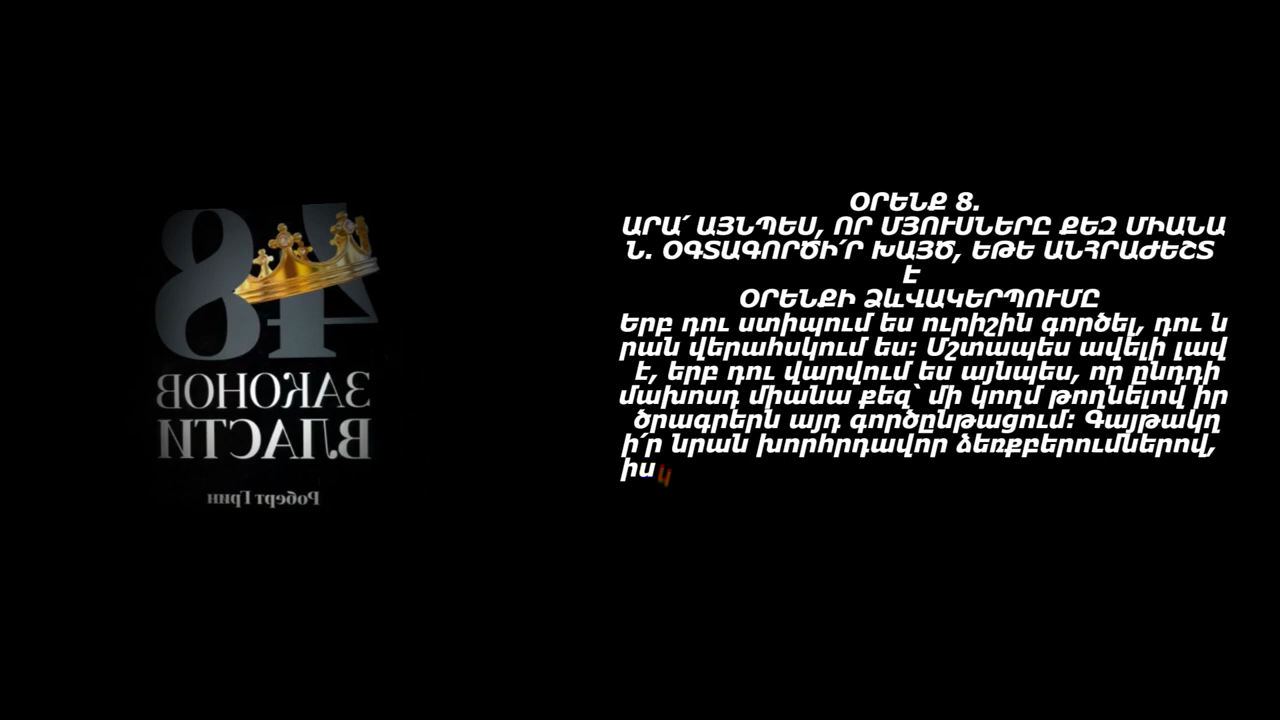 48
ЗАКОНОВ
ВЛАСТИ
Роберт Грин
ՕՐԵՆՔ 8.
ԱՐԱ՛ ԱՅՆՊԵՍ, ՈՐ ՄՅՈՒՍՆԵՐԸ ՔԵԶ ՄԻԱՆԱ
Ն. ՕԳՏԱԳՈՐԾԻ՛Ր ԽԱՅԾ, ԵԹԵ ԱՆՀՐԱԺԵՇՏ
Է
ՕՐԵՆՔԻ ՁԵՎԱԿԵՐՊՈՒՄԸ
Երբ դու ստիպում ես ուրիշին գործել, դու ն
րան վերահսկում ես: Մշտապես ավելի լավ
է, երբ դու վարվում ես այնպես, որ ընդդի
մախոսդ միանա քեզ՝ մի կողմ թողնելով իր
ծրագրերն այդ գործընթացում: Գայթակղ
ի՛ր նրան խորհրդավոր ձեռքբերումներով,
իսկ